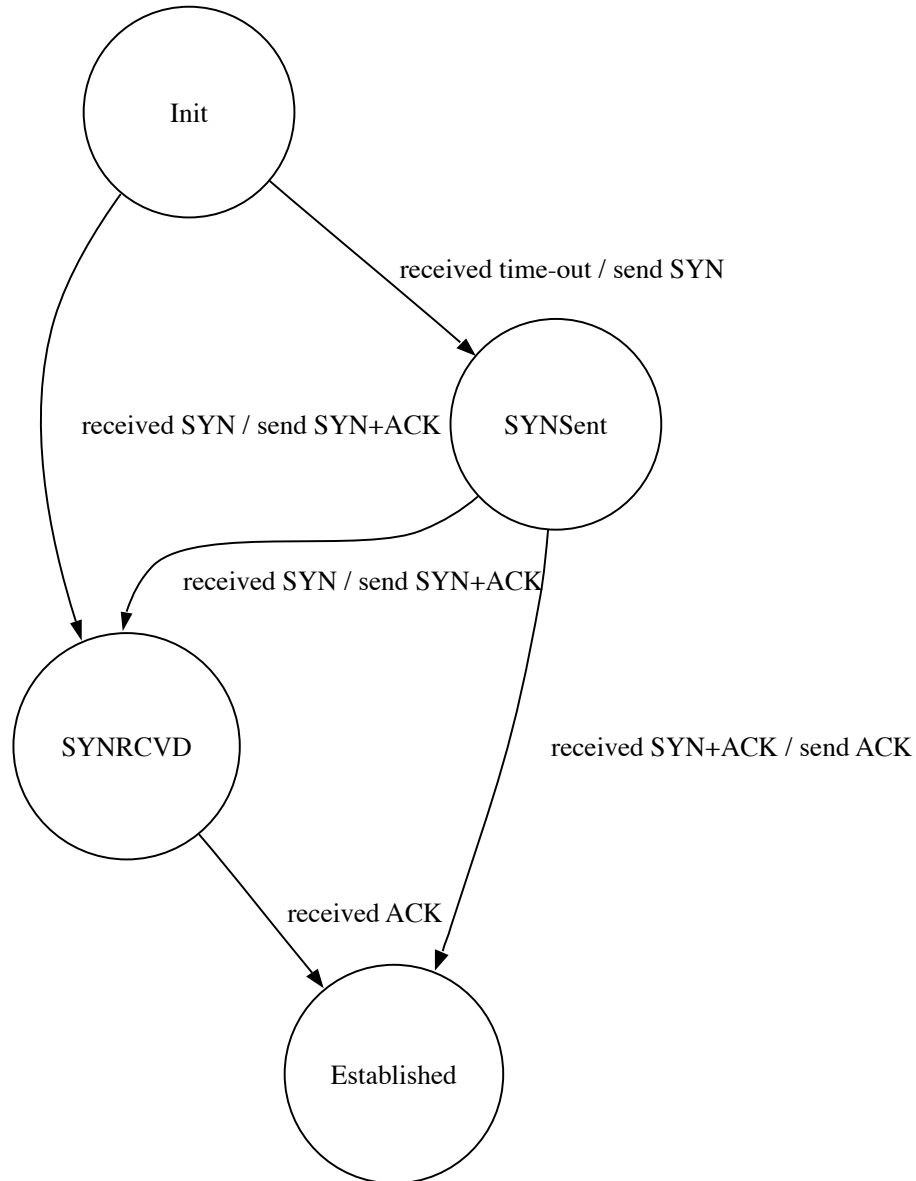 Init
received time-out / send SYN
received SYN / send SYN+ACK
SYNSent
received SYN / send SYN+ACK
SYNRCVD
received SYN+ACK / send ACK
received ACK
Established